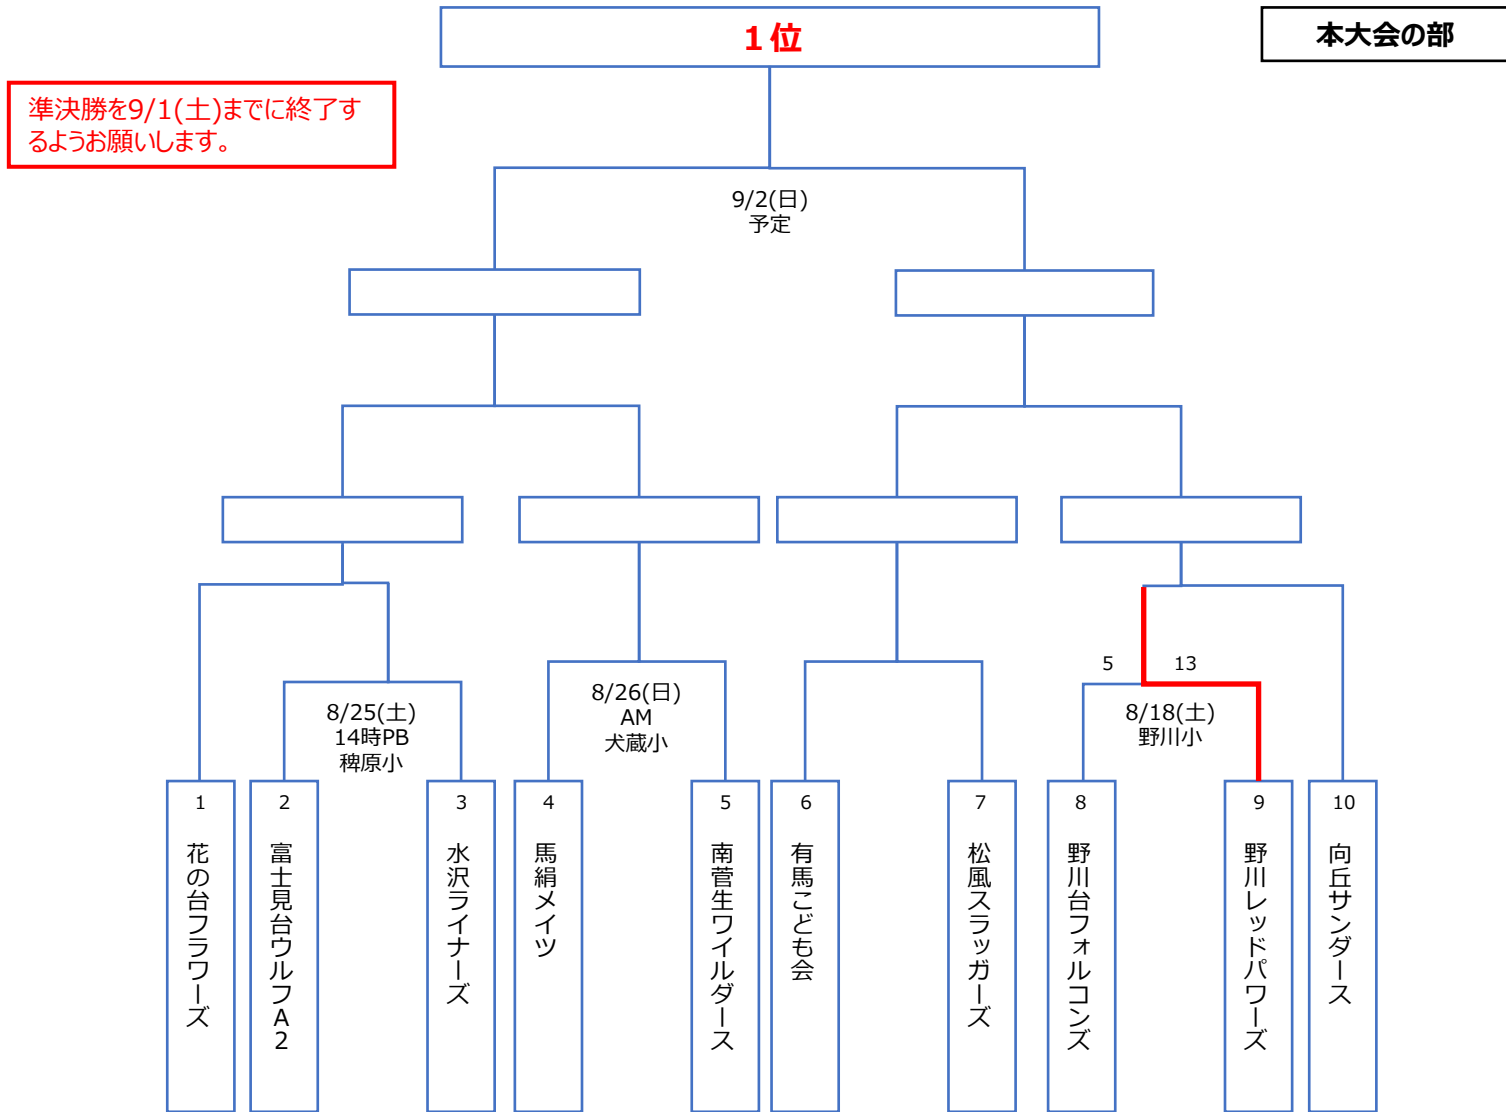 1位
本大会の部
準決勝を9/1(土)までに終了す
るようお願いします。
9/2(日)
予定
5
13
8/25(土)
14時PB
稗原小
8/26(日)
AM
犬蔵小
8/18(土)
野川小
1
花の台フラワーズ
2
富士見台ウルフA2
3
水沢ライナーズ
4
馬絹メイツ
5
南菅生ワイルダース
6
有馬こども会
7
松風スラッガーズ
8
野川台フォルコンズ
9
野川レッドパワーズ
10
向丘サンダース